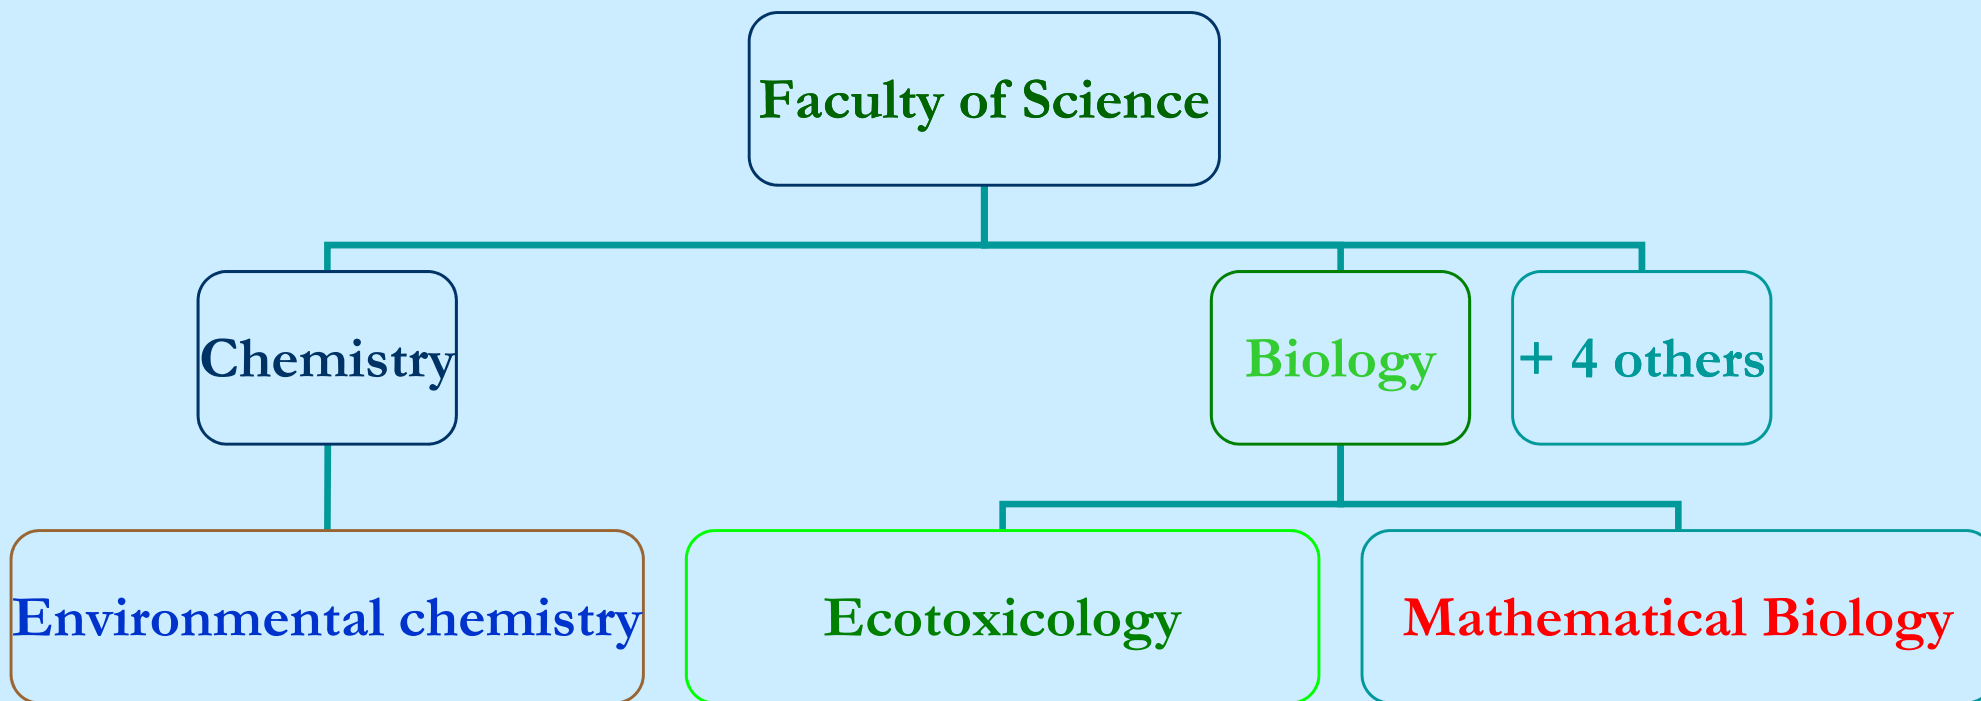 Faculty of Science
Chemistry
Biology
+ 4 others
Environmental chemistry
Ecotoxicology
Mathematical Biology